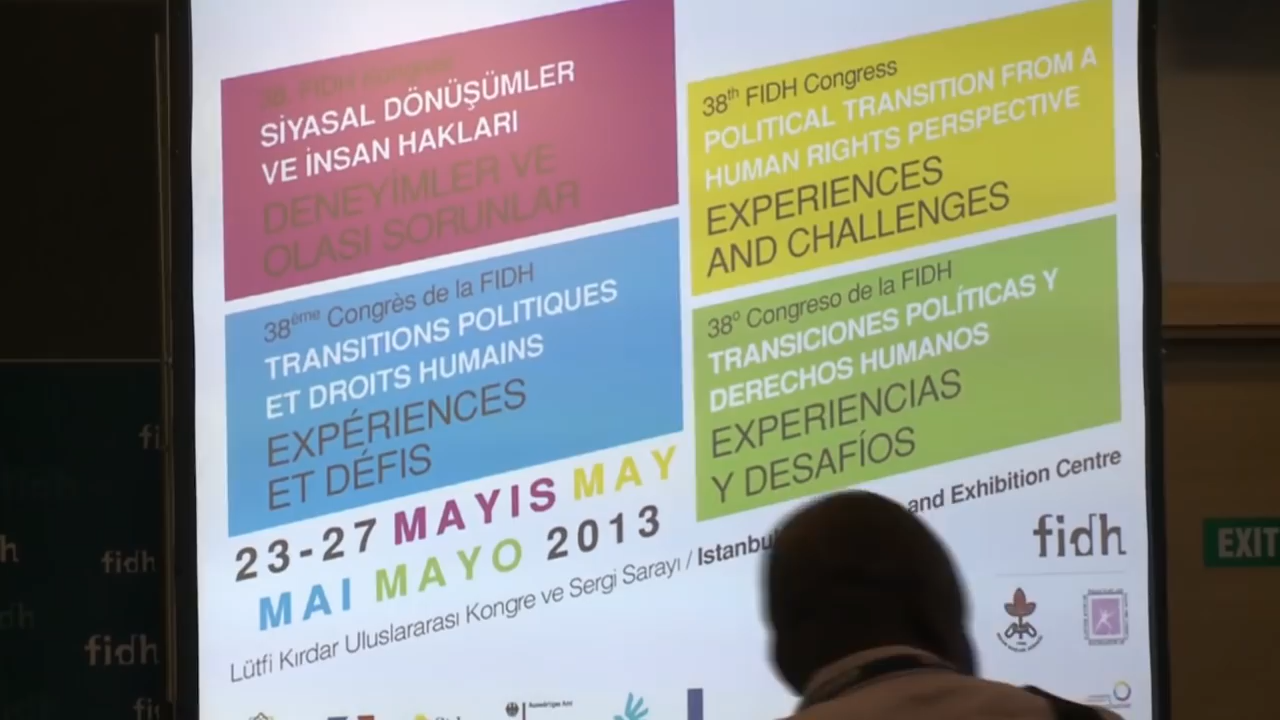 38. FIDH Kongresi
SİYASAL DÖNÜŞÜMLER
VE İNSAN HAKLARI
DENEYİMLER VE
OLASI SORUNLAR
38th FIDH Congress
POLITICAL TRANSITION FROM A
HUMAN RIGHTS PERSPECTIVE
EXPERIENCES
AND CHALLENGES
38ème Congrès de la FIDH
TRANSITIONS POLITIQUES
ET DROITS HUMAINS
EXPÉRIENCES
ET DÉFIS
38º Congreso de la FIDH
TRANSICIONES POLÍTICAS Y
DERECHOS HUMANOS
EXPERIENCIAS
Y DESAFÍOS
23-27 MAYIS MAY
MAI MAYO 2013
Lütfi Kırdar Uluslararası Kongre ve Sergi Sarayı / Istanbul and Exhibition Centre
fidh
EXIT
fidh
fidh